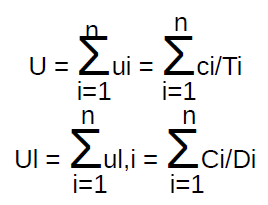 n n
U = ∑ui = ∑ci/Ti
i=1 i=1
n n
Ul = ∑ul,i = ∑Ci/Di
i=1 i=1